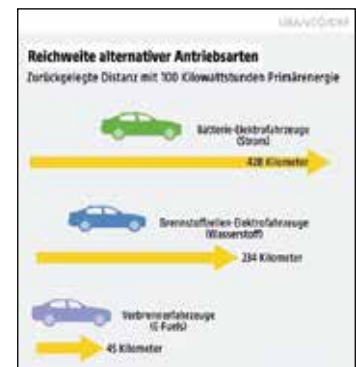 Reichweite alternativer Antriebsarten
Zurückgelegte Distanz mit 100 Kilowattstunden Primärenergie
Batterie-Elektrofahrzeuge
(Strom)
428 Kilometer
Brennstoffzellen-Elektrofahrzeuge
(Wasserstoff)
234 Kilometer
Verbrennerfahrzeuge
(E-Fuels)
45 Kilometer